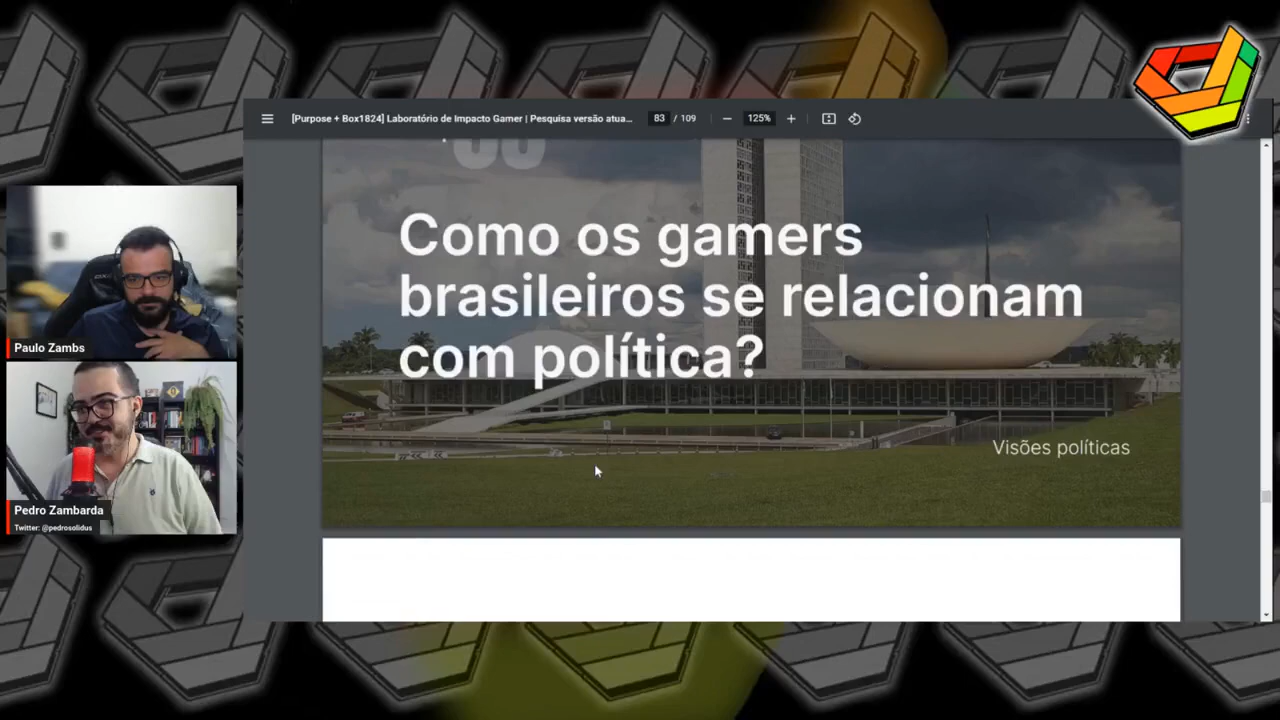 [Purpose + Box1824] Laboratório de Impacto Gamer | Pesquisa versão atua...
83 / 109
125%
Como os gamers
brasileiros se relacionam
com política?
Visões políticas
Paulo Zambs
Pedro Zambarda
Twitter: @pedrosolidus